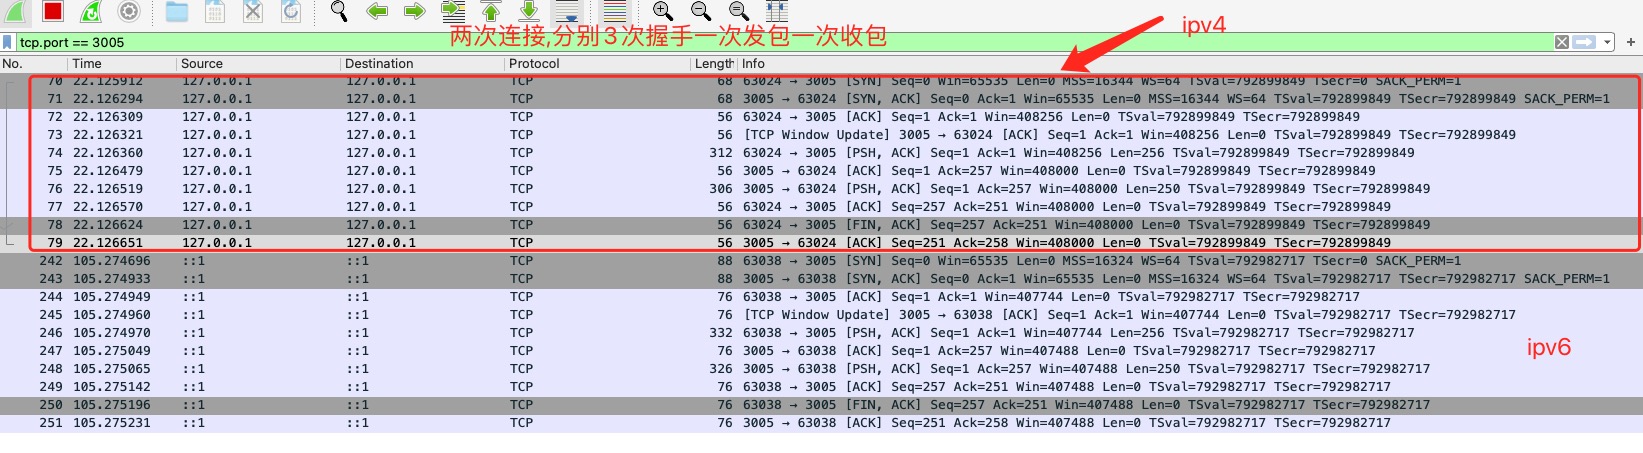 两次连接,分别3次握手一次发包一次收包
ipv4
tcp.port == 3005
No. Time Source Destination Protocol Length Info
70 22.125912 127.0.0.1 127.0.0.1 TCP 68 63024 → 3005 [SYN] Seq=0 Win=65535 Len=0 MSS=16344 WS=64 TSval=792899849 TSecr=0 SACK_PERM=1
71 22.126294 127.0.0.1 127.0.0.1 TCP 68 3005 → 63024 [SYN, ACK] Seq=0 Ack=1 Win=65535 Len=0 MSS=16344 WS=64 TSval=792899849 TSecr=792899849 SACK_PERM=1
72 22.126309 127.0.0.1 127.0.0.1 TCP 56 63024 → 3005 [ACK] Seq=1 Ack=1 Win=408256 Len=0 TSval=792899849 TSecr=792899849
73 22.126321 127.0.0.1 127.0.0.1 TCP 56 [TCP Window Update] 3005 → 63024 [ACK] Seq=1 Ack=1 Win=408256 Len=0 TSval=792899849 TSecr=792899849
74 22.126360 127.0.0.1 127.0.0.1 TCP 312 63024 → 3005 [PSH, ACK] Seq=1 Ack=1 Win=408256 Len=256 TSval=792899849 TSecr=792899849
75 22.126479 127.0.0.1 127.0.0.1 TCP 56 3005 → 63024 [ACK] Seq=1 Ack=257 Win=408000 Len=0 TSval=792899849 TSecr=792899849
76 22.126519 127.0.0.1 127.0.0.1 TCP 306 3005 → 63024 [PSH, ACK] Seq=1 Ack=257 Win=408000 Len=250 TSval=792899849 TSecr=792899849
77 22.126570 127.0.0.1 127.0.0.1 TCP 56 63024 → 3005 [ACK] Seq=257 Ack=251 Win=408000 Len=0 TSval=792899849 TSecr=792899849
78 22.126624 127.0.0.1 127.0.0.1 TCP 56 63024 → 3005 [FIN, ACK] Seq=257 Ack=251 Win=408000 Len=0 TSval=792899849 TSecr=792899849
79 22.126651 127.0.0.1 127.0.0.1 TCP 56 3005 → 63024 [ACK] Seq=251 Ack=258 Win=408000 Len=0 TSval=792899849 TSecr=792899849
242 105.274696 ::1 ::1 TCP 88 63038 → 3005 [SYN] Seq=0 Win=65535 Len=0 MSS=16324 WS=64 TSval=792982717 TSecr=0 SACK_PERM=1
243 105.274933 ::1 ::1 TCP 88 3005 → 63038 [SYN, ACK] Seq=0 Ack=1 Win=65535 Len=0 MSS=16324 WS=64 TSval=792982717 TSecr=792982717 SACK_PERM=1
244 105.274949 ::1 ::1 TCP 76 63038 → 3005 [ACK] Seq=1 Ack=1 Win=407744 Len=0 TSval=792982717 TSecr=792982717
245 105.274960 ::1 ::1 TCP 76 [TCP Window Update] 3005 → 63038 [ACK] Seq=1 Ack=1 Win=407744 Len=0 TSval=792982717 TSecr=792982717
246 105.274970 ::1 ::1 TCP 332 63038 → 3005 [PSH, ACK] Seq=1 Ack=1 Win=407744 Len=256 TSval=792982717 TSecr=792982717
247 105.275049 ::1 ::1 TCP 76 3005 → 63038 [ACK] Seq=1 Ack=257 Win=407488 Len=0 TSval=792982717 TSecr=792982717
ipv6
248 105.275065 ::1 ::1 TCP 326 3005 → 63038 [PSH, ACK] Seq=1 Ack=257 Win=407488 Len=250 TSval=792982717 TSecr=792982717
249 105.275142 ::1 ::1 TCP 76 63038 → 3005 [ACK] Seq=257 Ack=251 Win=407488 Len=0 TSval=792982717 TSecr=792982717
250 105.275196 ::1 ::1 TCP 76 63038 → 3005 [FIN, ACK] Seq=257 Ack=251 Win=407488 Len=0 TSval=792982717 TSecr=792982717
251 105.275231 ::1 ::1 TCP 76 3005 → 63038 [ACK] Seq=251 Ack=258 Win=407488 Len=0 TSval=792982717 TSecr=792982717